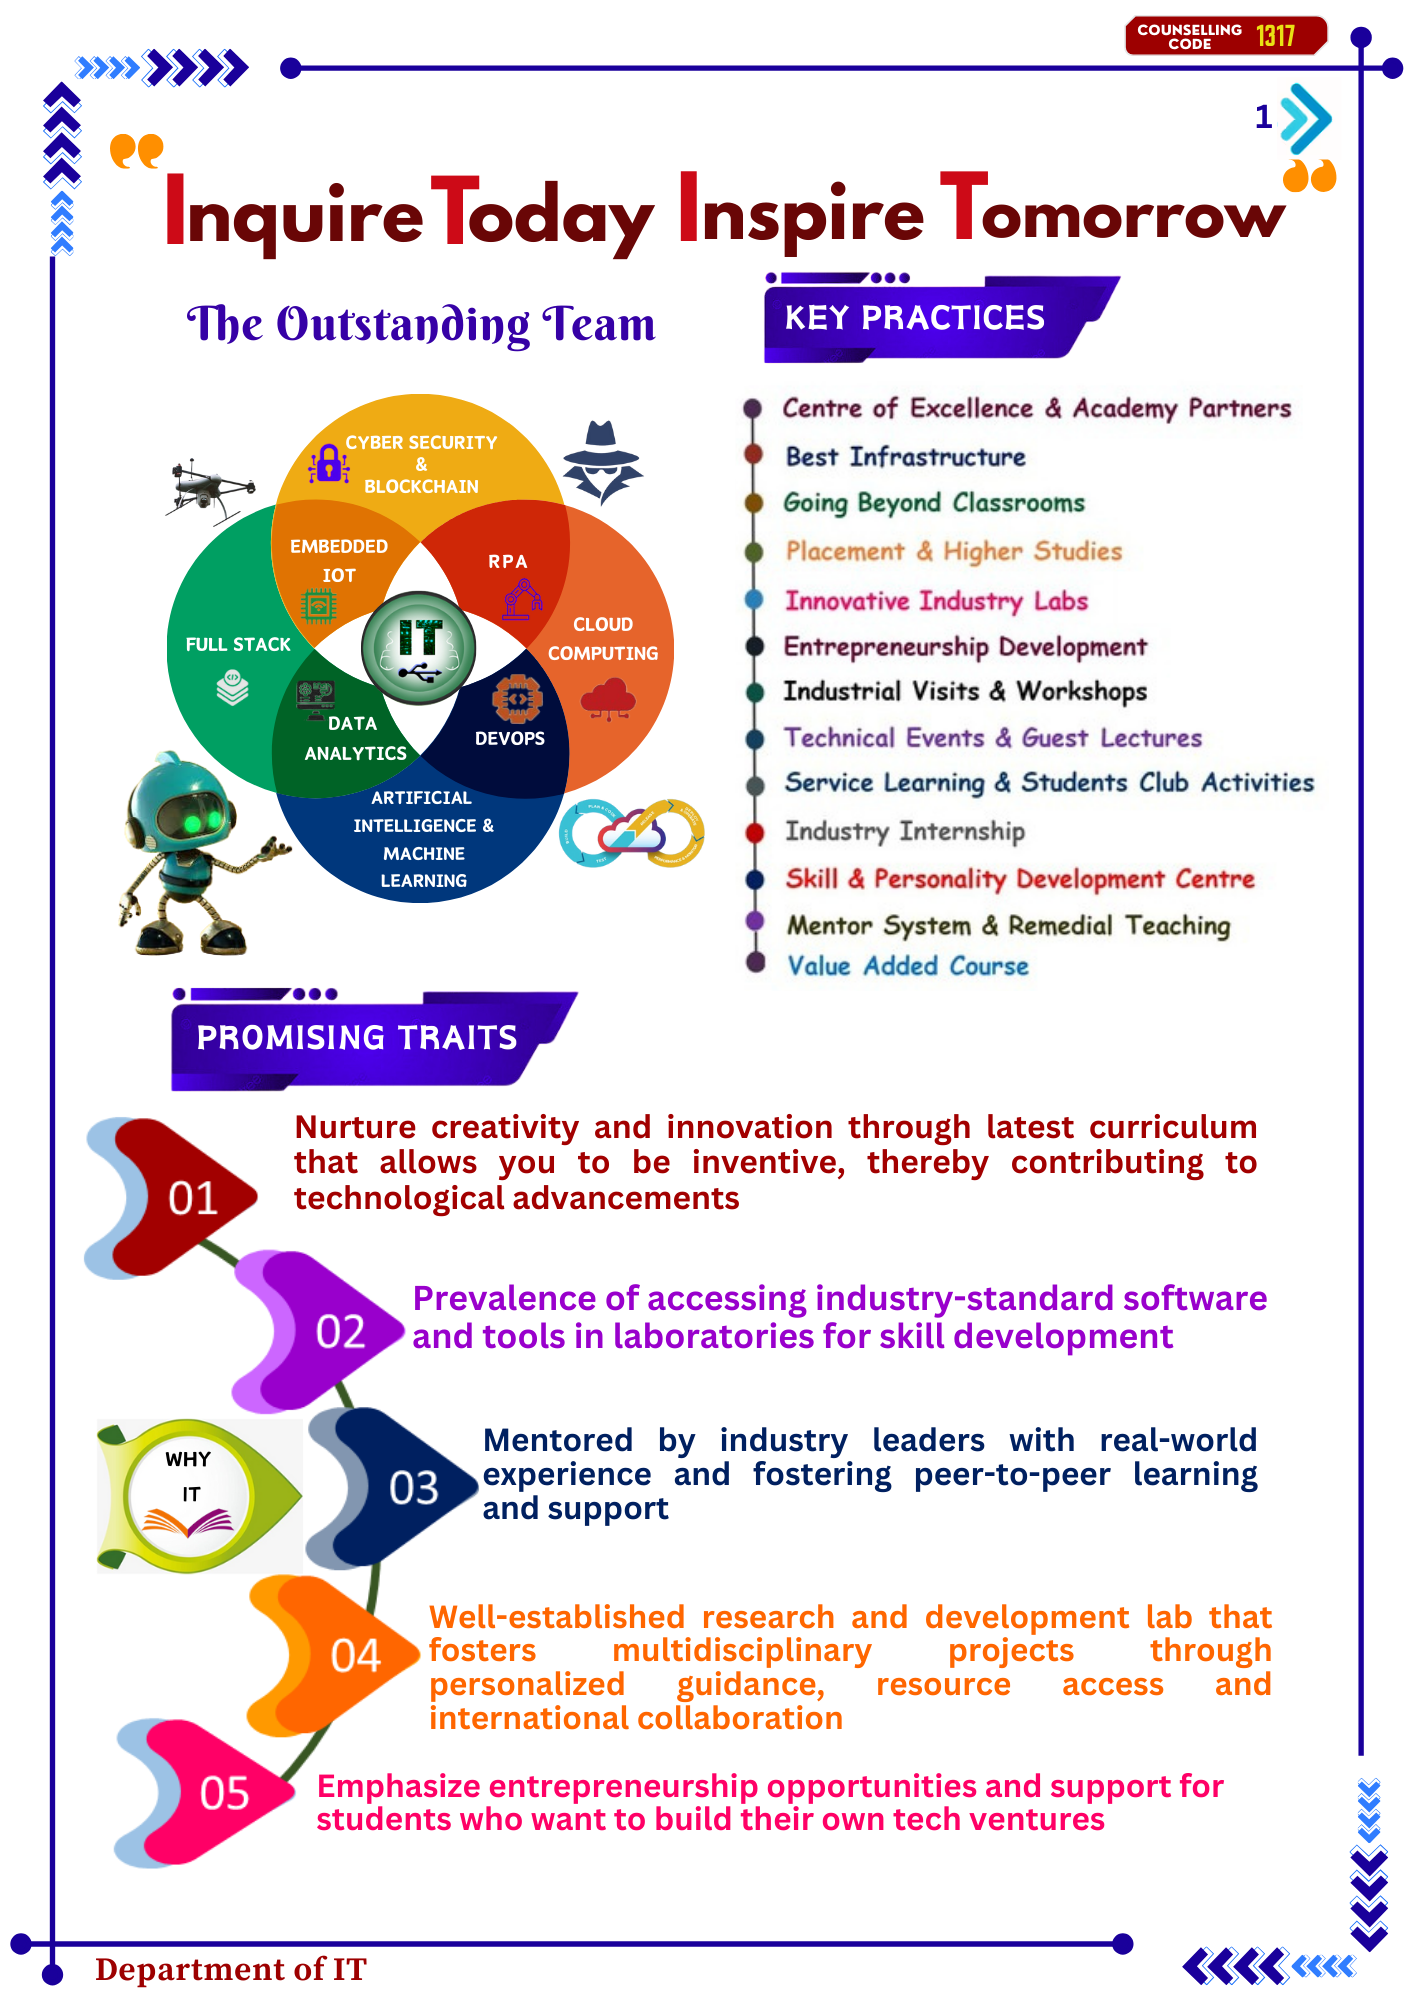 COUNSELLING
CODE
1317
1
Inquire Today Inspire Tomorrow
The Outstanding Team
KEY PRACTICES
CYBER SECURITY
&
BLOCKCHAIN
EMBEDDED
IOT
RPA
FULL STACK
IT
CLOUD
COMPUTING
DATA
ANALYTICS
DEVOPS
ARTIFICIAL
INTELLIGENCE &
MACHINE
LEARNING
Centre of Excellence & Academy Partners
Best Infrastructure
Going Beyond Classrooms
Placement & Higher Studies
Innovative Industry Labs
Entrepreneurship Development
Industrial Visits & Workshops
Technical Events & Guest Lectures
Service Learning & Students Club Activities
Industry Internship
Skill & Personality Development Centre
Mentor System & Remedial Teaching
Value Added Course
PROMISING TRAITS
01
Nurture creativity and innovation through latest curriculum
that allows you to be inventive, thereby contributing to
technological advancements
02
Prevalence of accessing industry-standard software
and tools in laboratories for skill development
WHY
IT
03
Mentored by industry leaders with real-world
experience and fostering peer-to-peer learning
and support
04
Well-established research and development lab that
fosters multidisciplinary projects through
personalized guidance, resource access and
international collaboration
05
Emphasize entrepreneurship opportunities and support for
students who want to build their own tech ventures
Department of IT